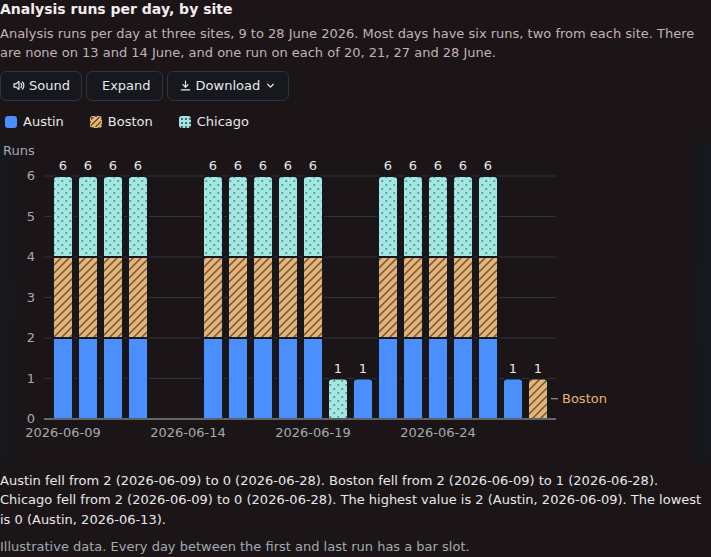 Analysis runs per day, by site
Analysis runs per day at three sites, 9 to 28 June 2026. Most days have six runs, two from each site. There
are none on 13 and 14 June, and one run on each of 20, 21, 27 and 28 June.
Sound Expand Download
Austin Boston Chicago
Runs
6 6 6 6 6 6 6 6 6 1 1 6 6 6 6 6 1 1
6
5
4
3
2
1
0
Boston
2026-06-09 2026-06-14 2026-06-19 2026-06-24
Austin fell from 2 (2026-06-09) to 0 (2026-06-28). Boston fell from 2 (2026-06-09) to 1 (2026-06-28).
Chicago fell from 2 (2026-06-09) to 0 (2026-06-28). The highest value is 2 (Austin, 2026-06-09). The lowest
is 0 (Austin, 2026-06-13).
Illustrative data. Every day between the first and last run has a bar slot.